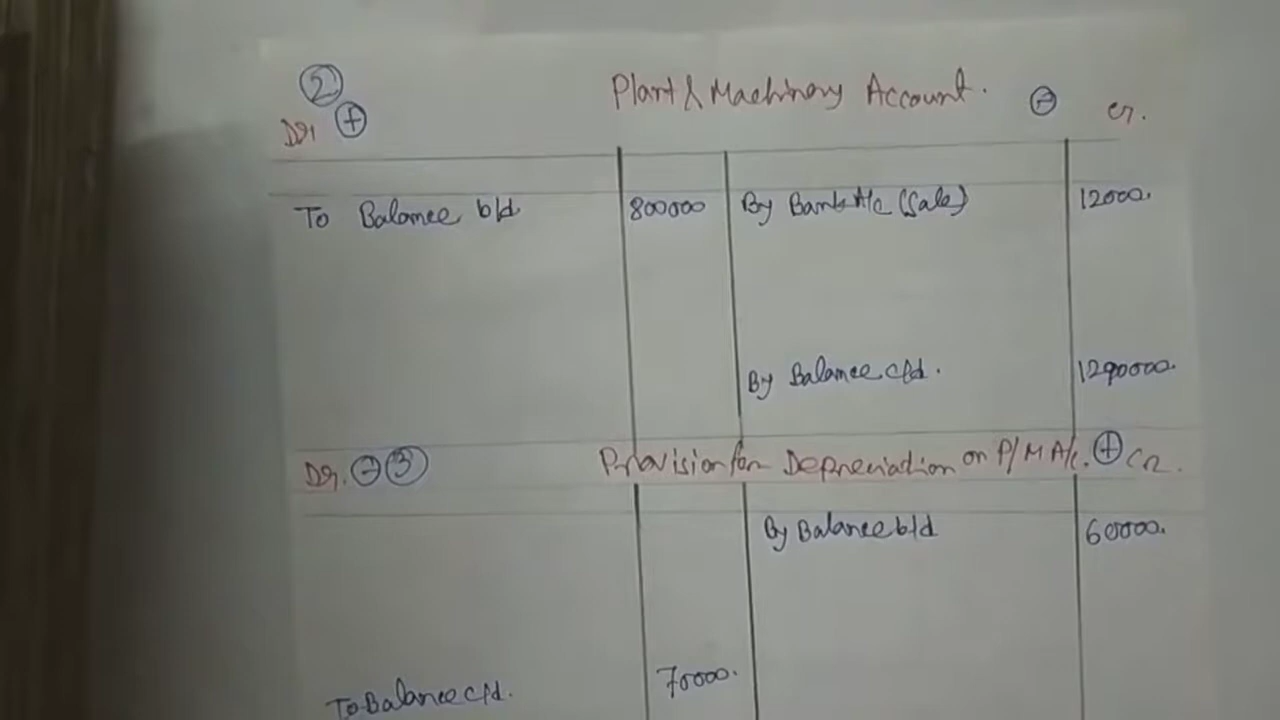 ②
Plant & Machinery Account.
Dr. + - Cr.
To Balance b/d 800000 By Bank A/c (Sale) 12000.
By Balance c/d. 1290000.
Dr. - ③ Provision for Depreciation on P/M A/c. + Cr.
By Balance b/d 60000.
To Balance c/d. 70000.